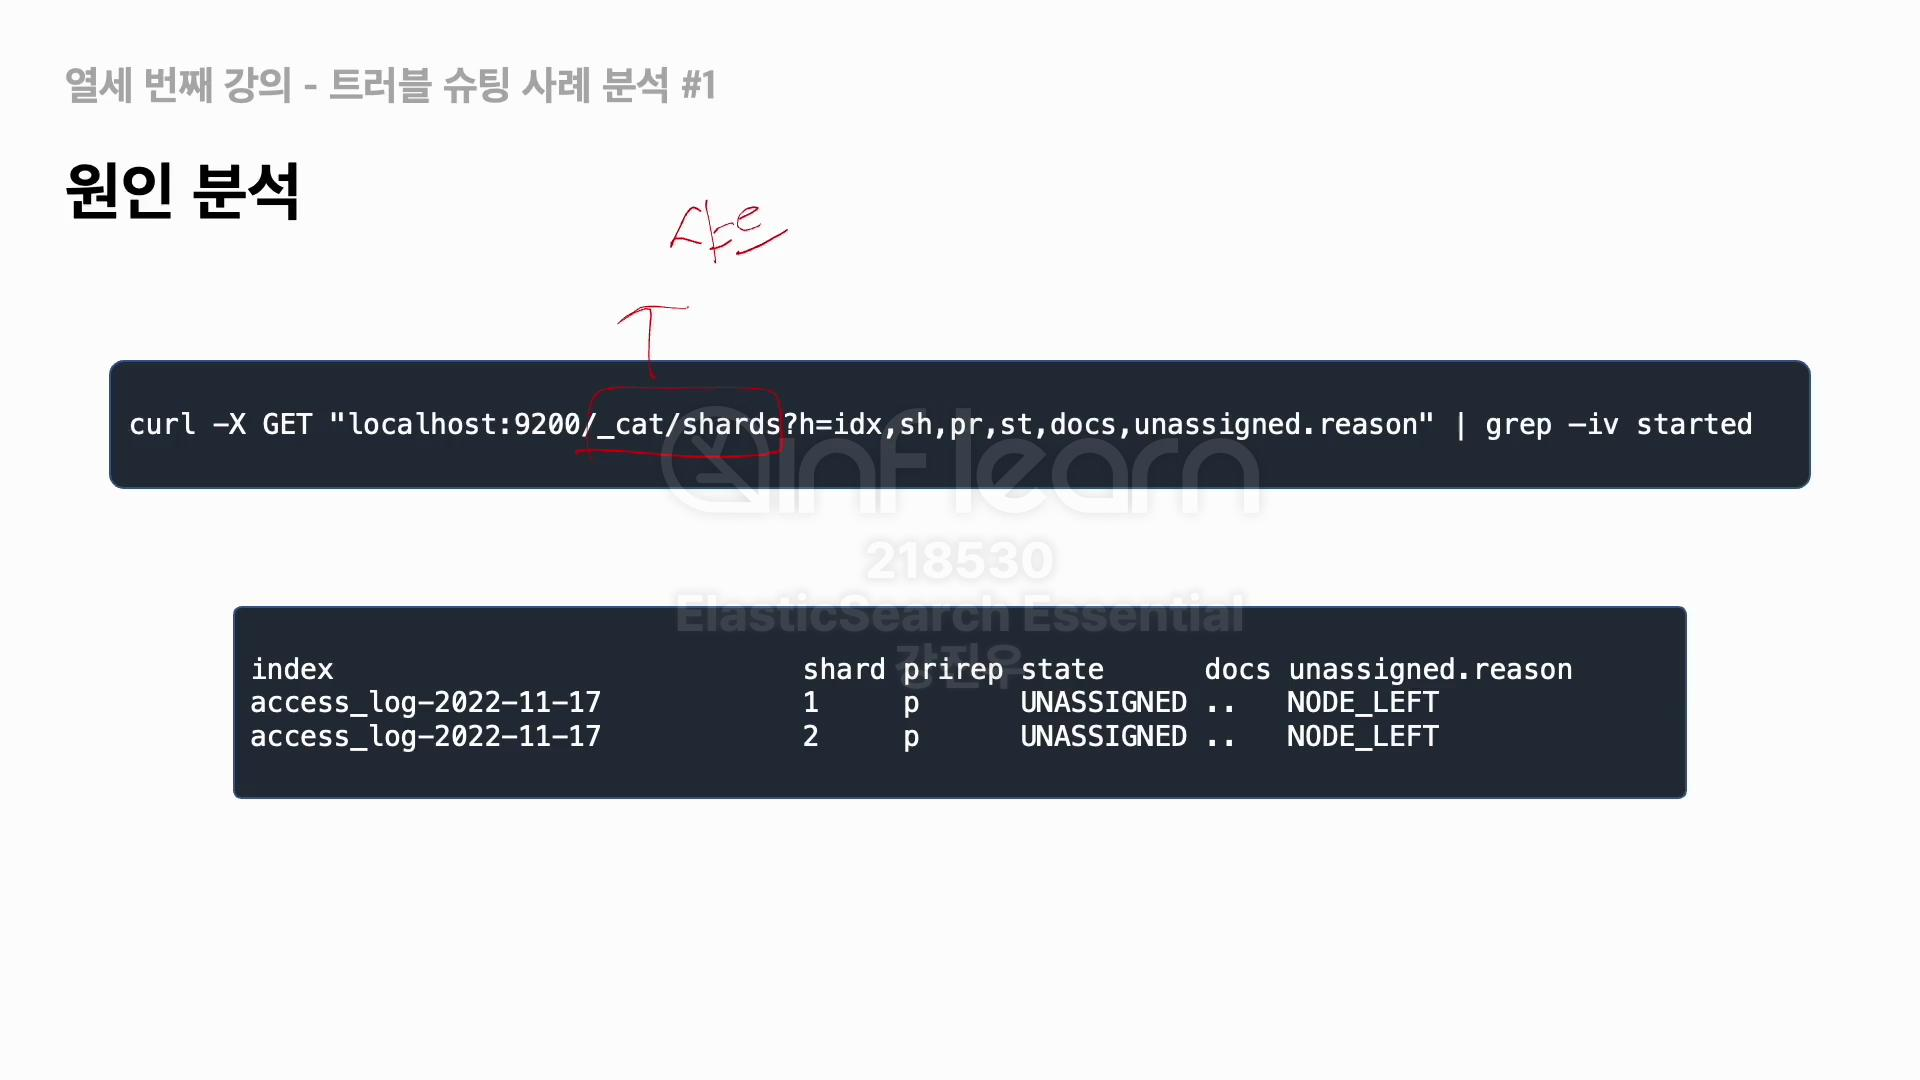 열세 번째 강의 - 트러블 슈팅 사례 분석 #1
원인 분석
curl -X GET "localhost:9200/_cat/shards?h=idx,sh,pr,st,docs,unassigned.reason" | grep -iv started
inflearn
218530
ElasticSearch Essential
강진우
index shard prirep state docs unassigned.reason
access_log-2022-11-17 1 p UNASSIGNED .. NODE_LEFT
access_log-2022-11-17 2 p UNASSIGNED .. NODE_LEFT